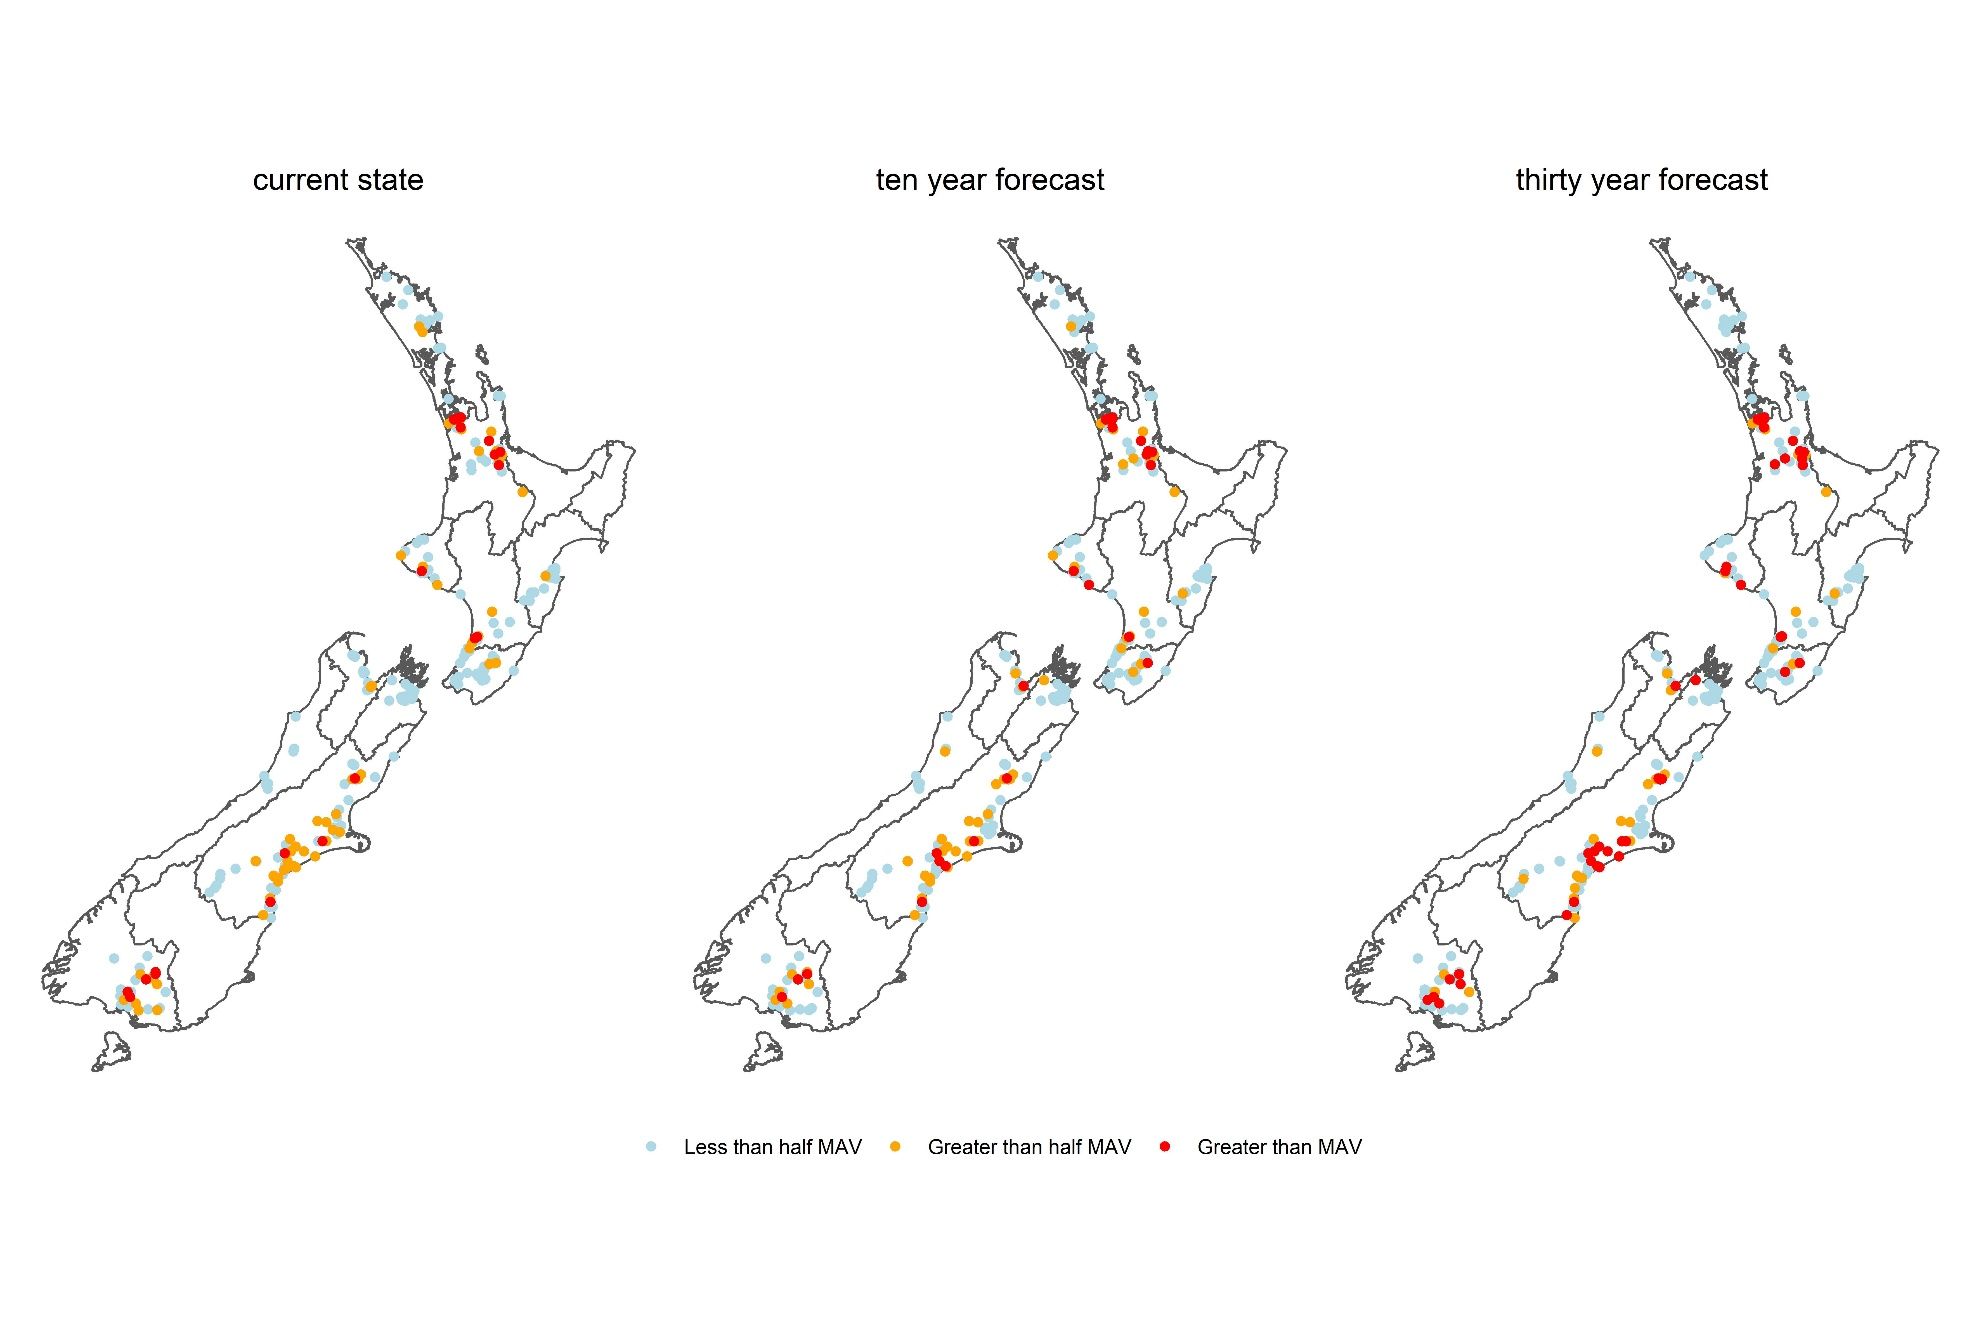 current state
ten year forecast
thirty year forecast
Less than half MAV
Greater than half MAV
Greater than MAV